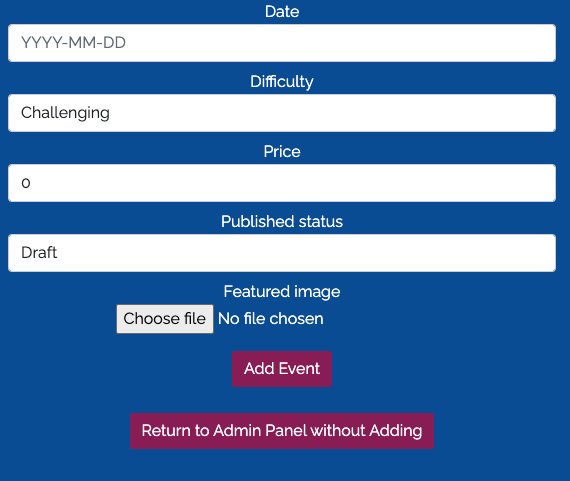 Date
YYYY-MM-DD
Difficulty
Challenging
Price
0
Published status
Draft
Featured image
Choose file No file chosen
Add Event
Return to Admin Panel without Adding